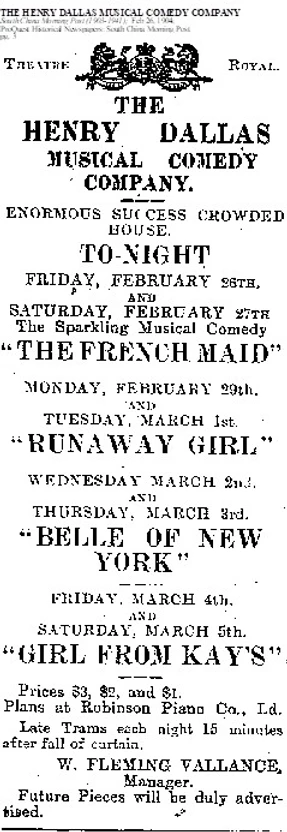 THE HENRY DALLAS MUSICAL COMEDY COMPANY
South China Morning Post (1903-1941); Feb 26, 1904;
ProQuest Historical Newspapers: South China Morning Post
pg. 3
THEATRE ROYAL.
THE
HENRY DALLAS
MUSICAL COMEDY
COMPANY.
ENORMOUS SUCCESS CROWDED
HOUSE.
TO-NIGHT
FRIDAY, FEBRUARY 26TH.
AND
SATURDAY, FEBRUARY 27TH
The Sparkling Musical Comedy
"THE FRENCH MAID"
MONDAY, FEBRUARY 29th.
AND
TUESDAY, MARCH 1st.
"RUNAWAY GIRL"
WEDNESDAY MARCH 2nd.
AND
THURSDAY, MARCH 3rd.
"BELLE OF NEW
YORK"
FRIDAY, MARCH 4th.
AND
SATURDAY, MARCH 5th.
"GIRL FROM KAY'S"
Prices $3, $2, and $1.
Plans at Robinson Piano Co., Ld.
Late Trams each night 15 minutes
after fall of curtain.
W. FLEMING VALLANCE,
Manager.
Future Pieces will be duly adver-
tised.